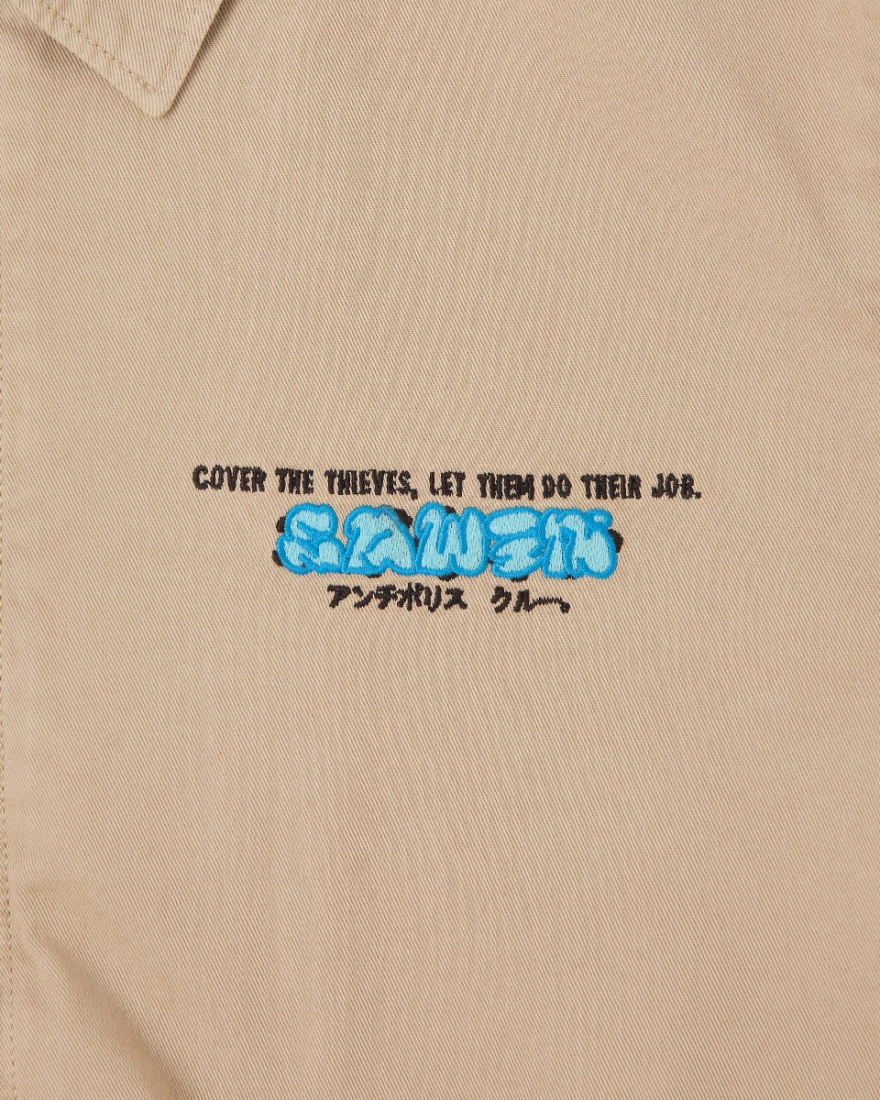 COVER THE THIEVES, LET THEM DO THEIR JOB.
アンチポリス クルー。